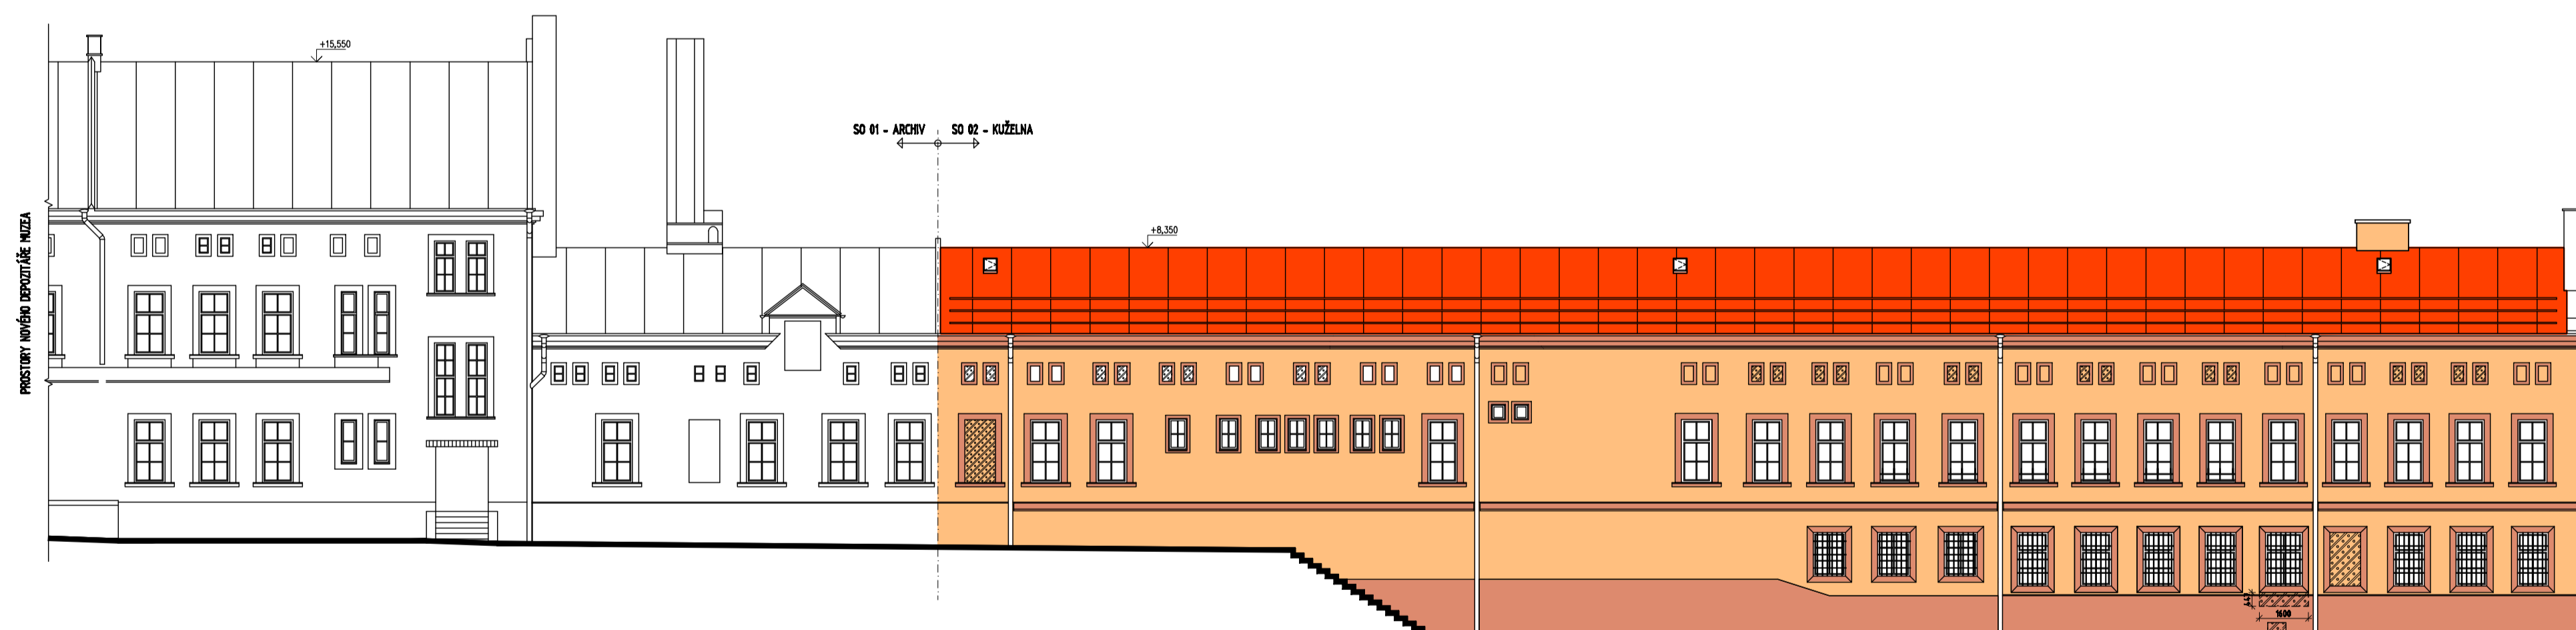 +15,550
SO 01 - ARCHIV
SO 02 - KUŽELNA
+8,350
PROSTORY NOVÉHO DEPOZITÁŘE MUZEA
1600